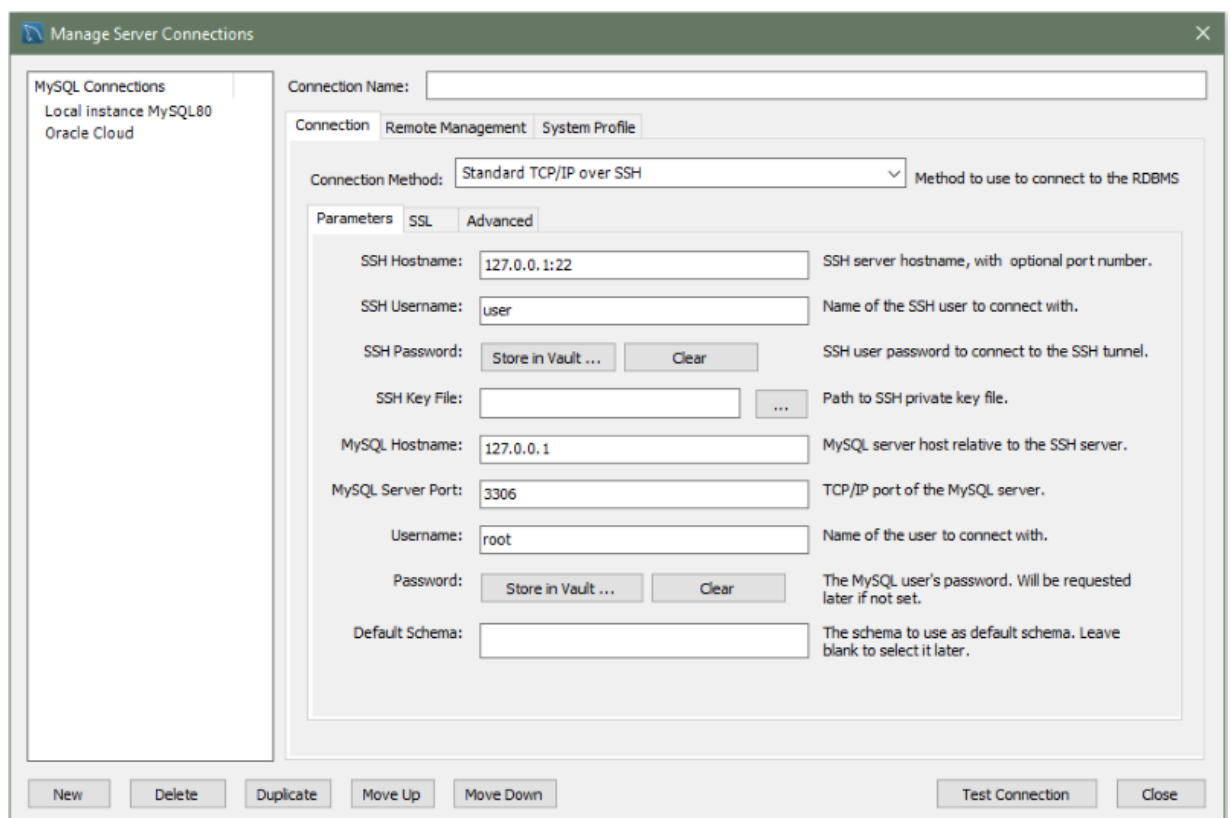 Manage Server Connections
MySQL Connections
Local instance MySQL80
Oracle Cloud
Connection Name:
Connection Remote Management System Profile
Connection Method: Standard TCP/IP over SSH Method to use to connect to the RDBMS
Parameters SSL Advanced
SSH Hostname: 127.0.0.1:22 SSH server hostname, with optional port number.
SSH Username: user Name of the SSH user to connect with.
SSH Password: Store in Vault ... Clear SSH user password to connect to the SSH tunnel.
SSH Key File: ... Path to SSH private key file.
MySQL Hostname: 127.0.0.1 MySQL server host relative to the SSH server.
MySQL Server Port: 3306 TCP/IP port of the MySQL server.
Username: root Name of the user to connect with.
Password: Store in Vault ... Clear The MySQL user's password. Will be requested
later if not set.
Default Schema: The schema to use as default schema. Leave
blank to select it later.
New Delete Duplicate Move Up Move Down Test Connection Close